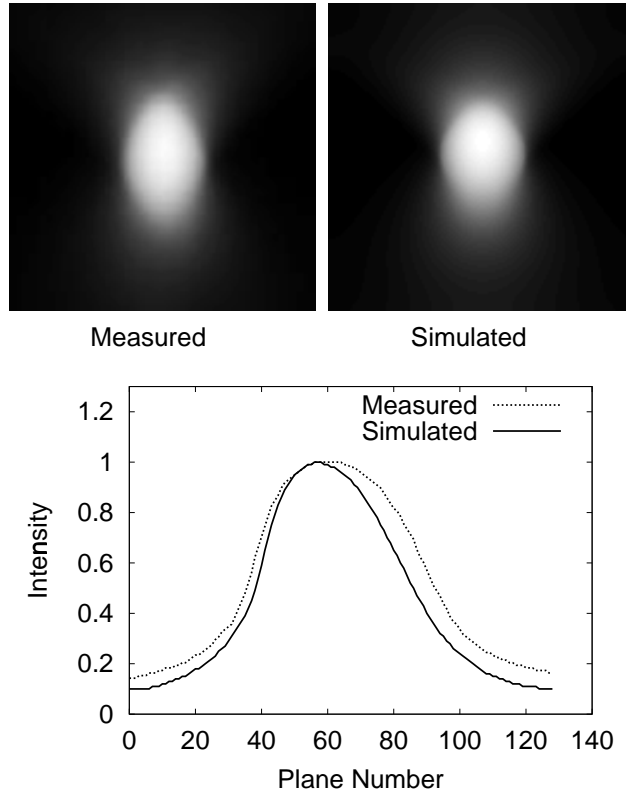 Measured Simulated
1.2
1
0.8
0.6
0.4
0.2
0
Intensity
Measured
Simulated
0 20 40 60 80 100 120 140
Plane Number